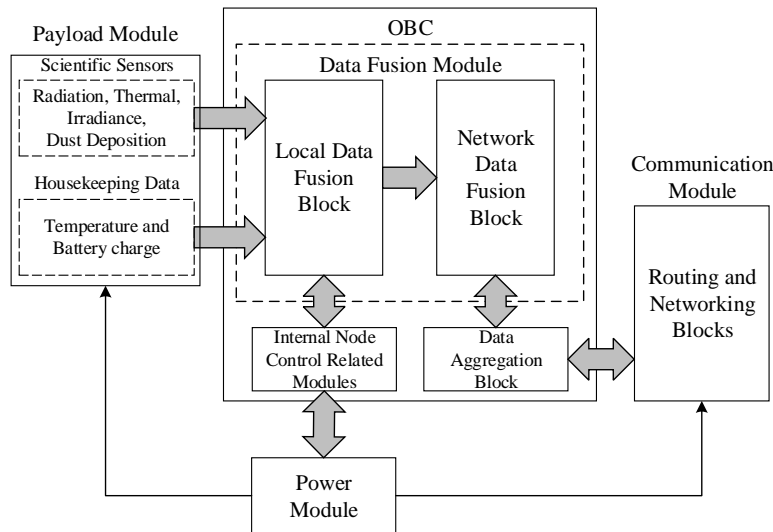 Payload Module
Scientific Sensors
Radiation, Thermal,
Irradiance,
Dust Deposition
Housekeeping Data
Temperature and
Battery charge
OBC
Data Fusion Module
Local Data
Fusion
Block
Network
Data
Fusion
Block
Internal Node
Control Related
Modules
Data
Aggregation
Block
Communication
Module
Routing and
Networking
Blocks
Power
Module